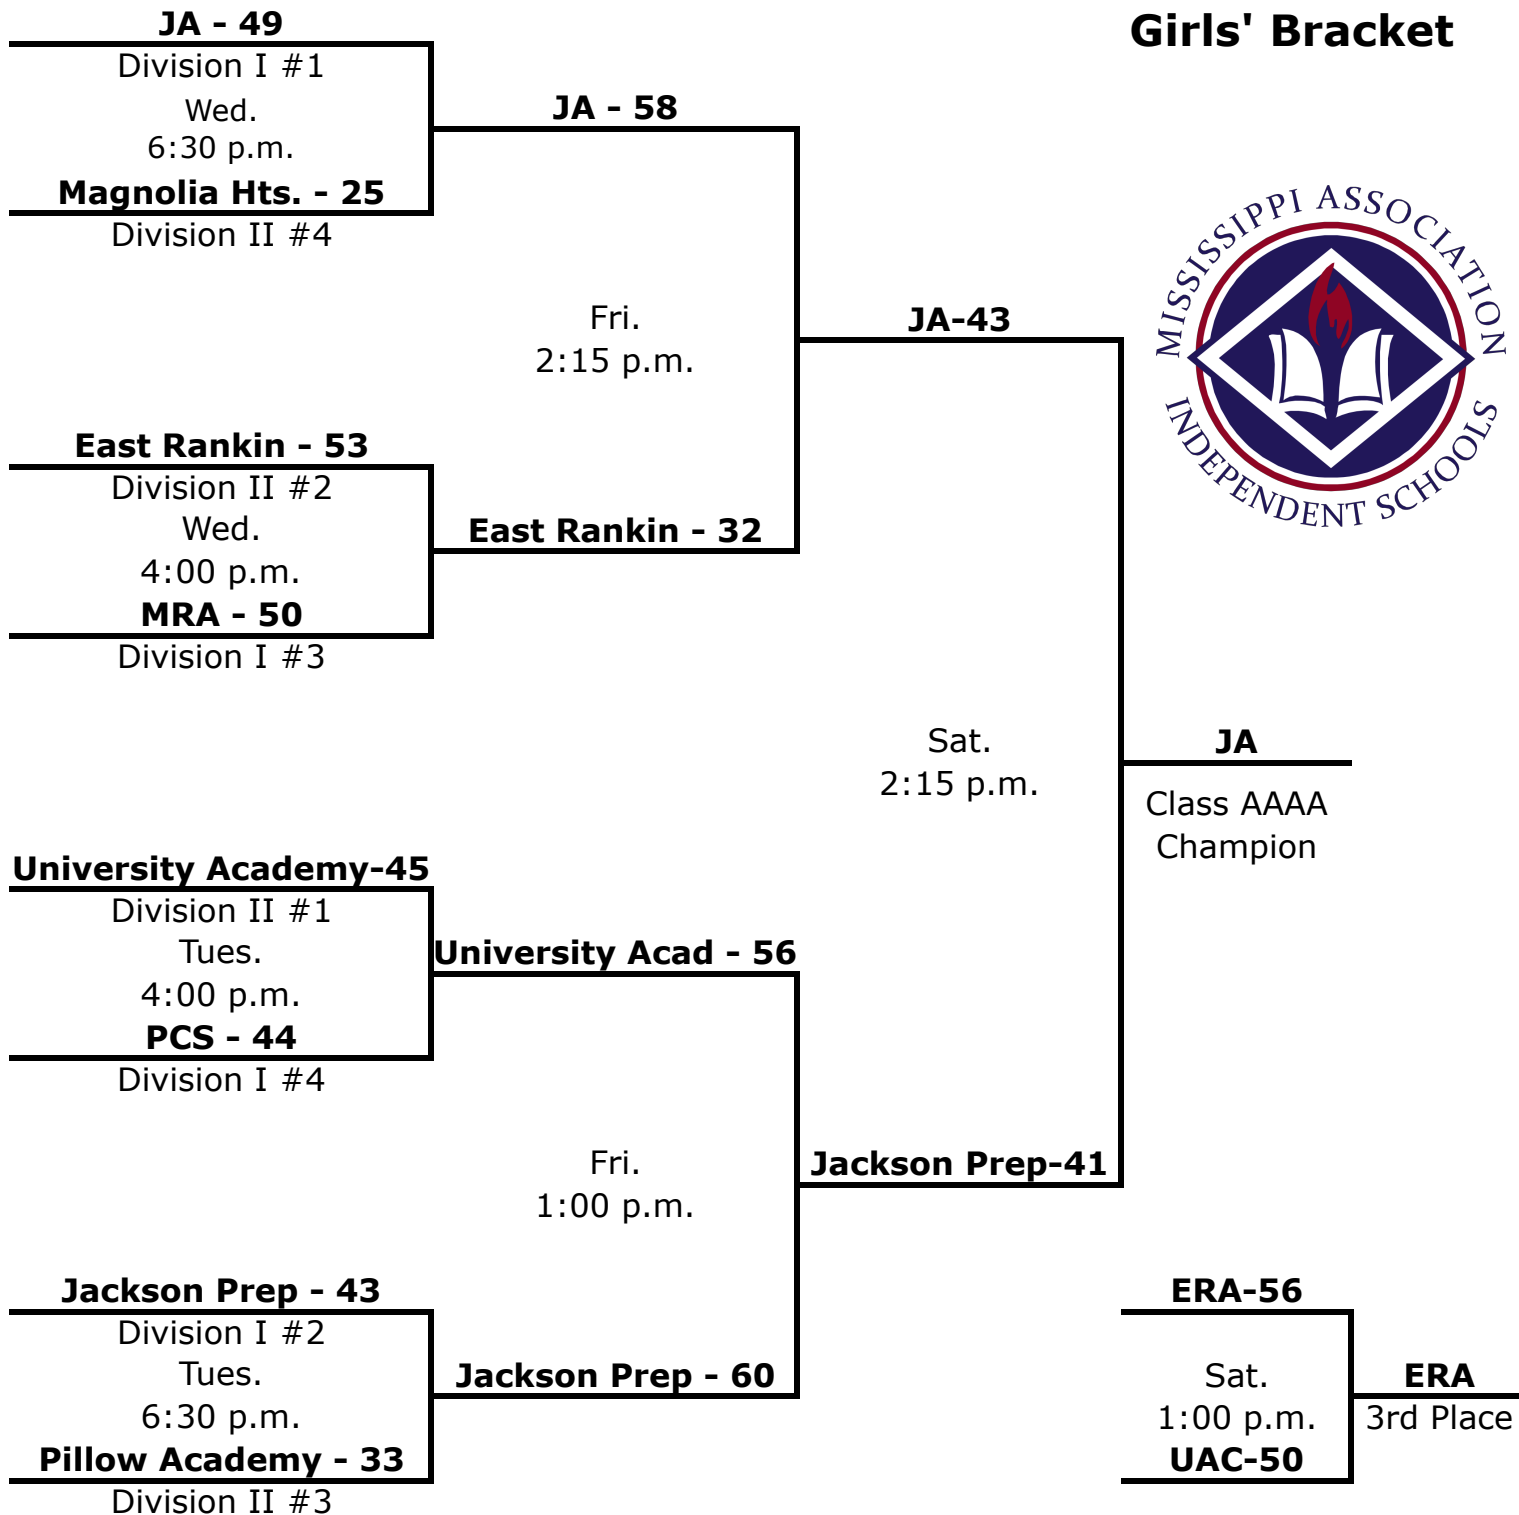 Girls' Bracket
JA - 49
Division I #1
Wed.
6:30 p.m.
Magnolia Hts. - 25
Division II #4
JA - 58
Fri.
2:15 p.m.
East Rankin - 53
Division II #2
Wed.
4:00 p.m.
MRA - 50
Division I #3
East Rankin - 32
JA-43
MISSISSIPPI ASSOCIATION
INDEPENDENT SCHOOLS
Sat.
2:15 p.m.
JA
Class AAAA
Champion
University Academy-45
Division II #1
Tues.
4:00 p.m.
PCS - 44
Division I #4
University Acad - 56
Fri.
1:00 p.m.
Jackson Prep-41
Jackson Prep - 43
Division I #2
Tues.
6:30 p.m.
Pillow Academy - 33
Division II #3
Jackson Prep - 60
ERA-56
Sat.
1:00 p.m.
UAC-50
ERA
3rd Place